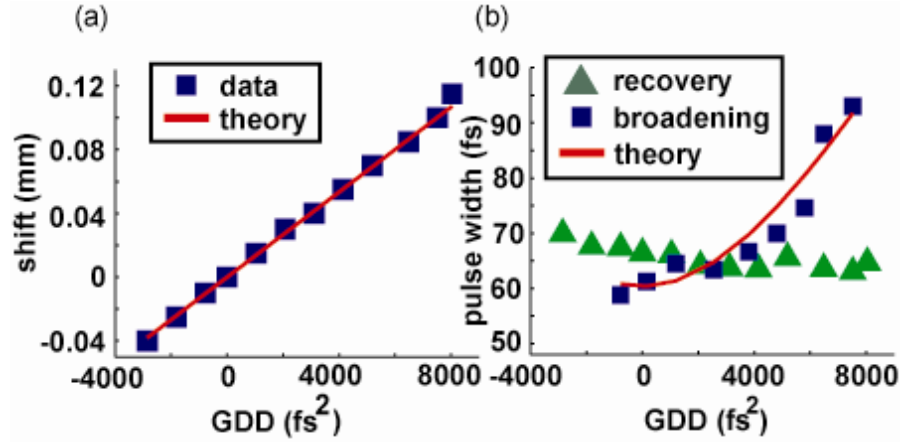 (a)
shift (mm)
0.12
0.08
0.04
0
-0.04
data
theory
-4000 0 4000 8000
GDD (fs²)
(b)
pulse width (fs)
100
90
80
70
60
50
recovery
broadening
theory
-4000 0 4000 8000
GDD (fs²)